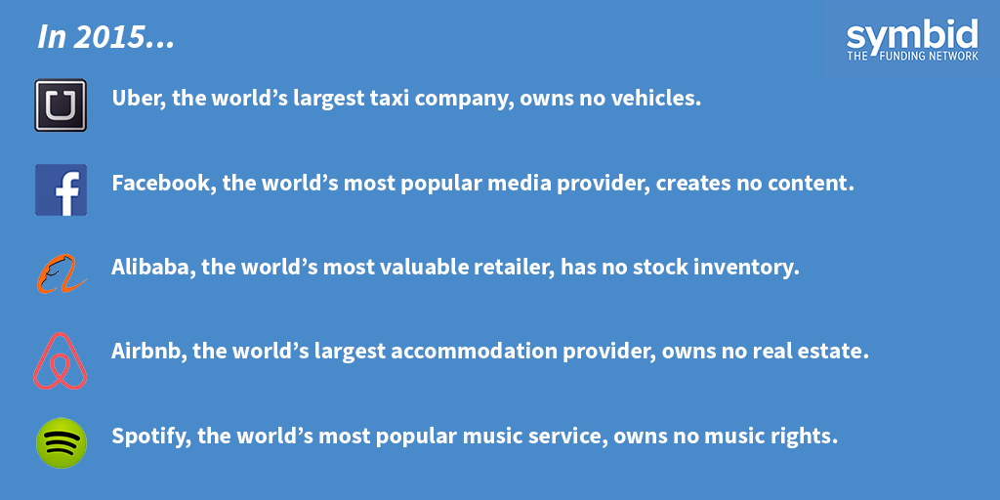 In 2015...
symbid
THE FUNDING NETWORK
Uber, the world’s largest taxi company, owns no vehicles.
Facebook, the world’s most popular media provider, creates no content.
Alibaba, the world’s most valuable retailer, has no stock inventory.
Airbnb, the world’s largest accommodation provider, owns no real estate.
Spotify, the world’s most popular music service, owns no music rights.